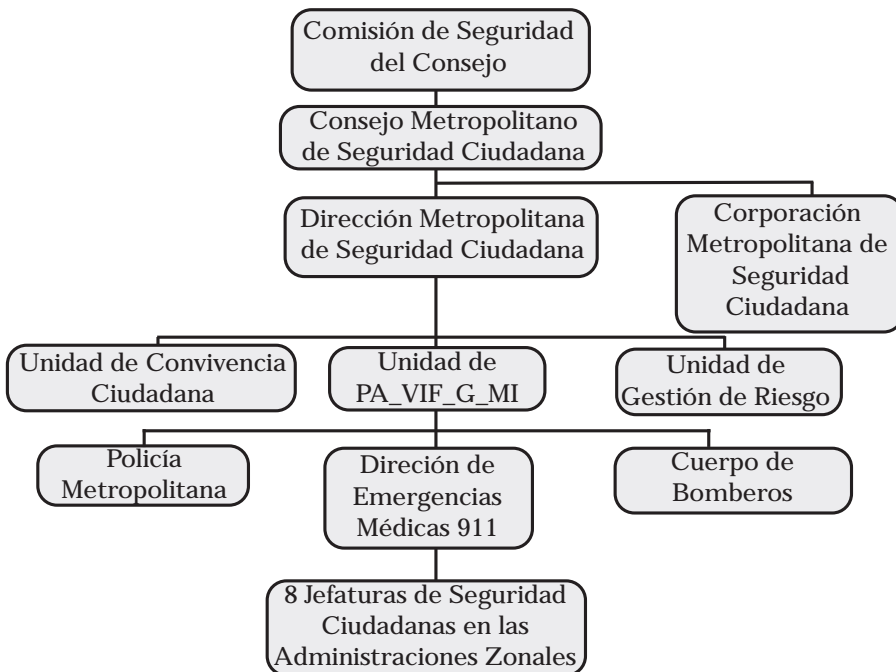 Comisión de Seguridad
del Consejo
Consejo Metropolitano
de Seguridad Ciudadana
Dirección Metropolitana
de Seguridad Ciudadana
Corporación
Metropolitana de
Seguridad
Ciudadana
Unidad de Convivencia
Ciudadana
Unidad de
PA_VIF_G_MI
Unidad de
Gestión de Riesgo
Policía
Metropolitana
Direción de
Emergencias
Médicas 911
Cuerpo de
Bomberos
8 Jefaturas de Seguridad
Ciudadanas en las
Administraciones Zonales